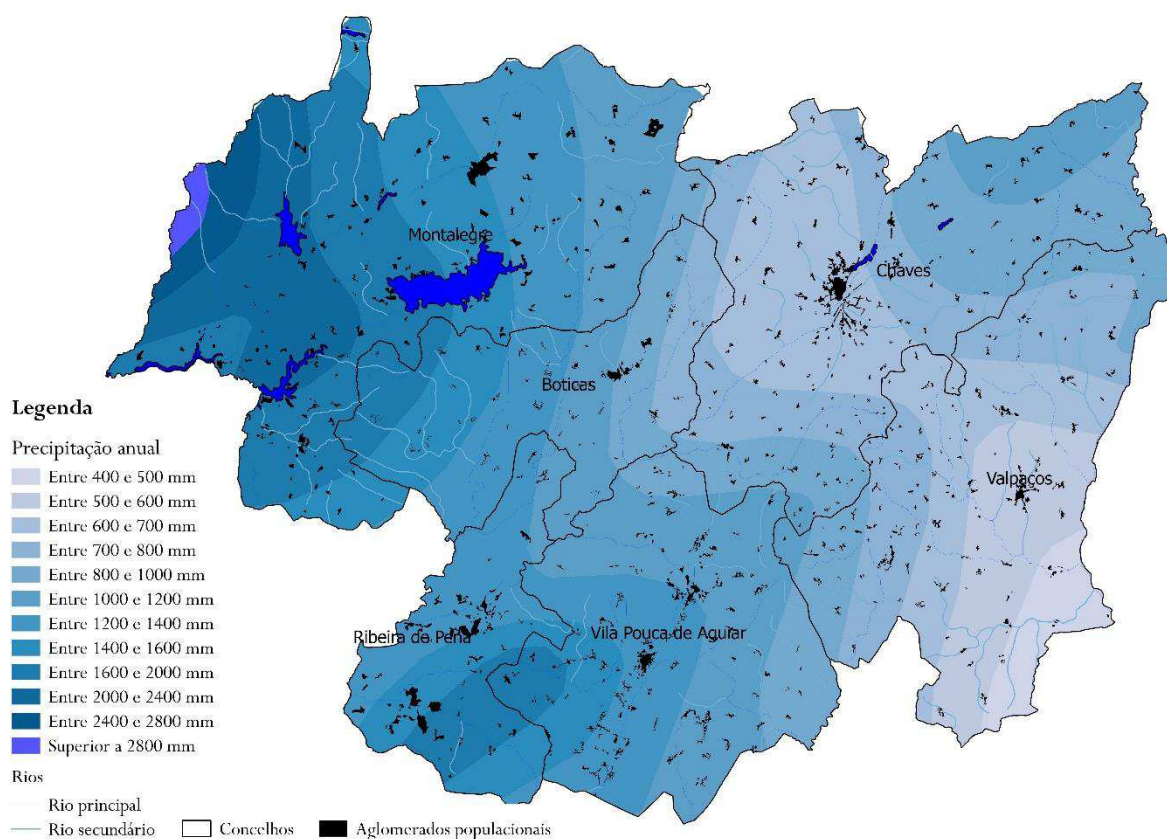 Montalegre
Chaves
Boticas
Valpaços
Ribeira de Pena
Vila Pouca de Aguiar
Legenda
Precipitação anual
Entre 400 e 500 mm
Entre 500 e 600 mm
Entre 600 e 700 mm
Entre 700 e 800 mm
Entre 800 e 1000 mm
Entre 1000 e 1200 mm
Entre 1200 e 1400 mm
Entre 1400 e 1600 mm
Entre 1600 e 2000 mm
Entre 2000 e 2400 mm
Entre 2400 e 2800 mm
Superior a 2800 mm
Rios
Rio principal
Rio secundário Concelhos Aglomerados populacionais